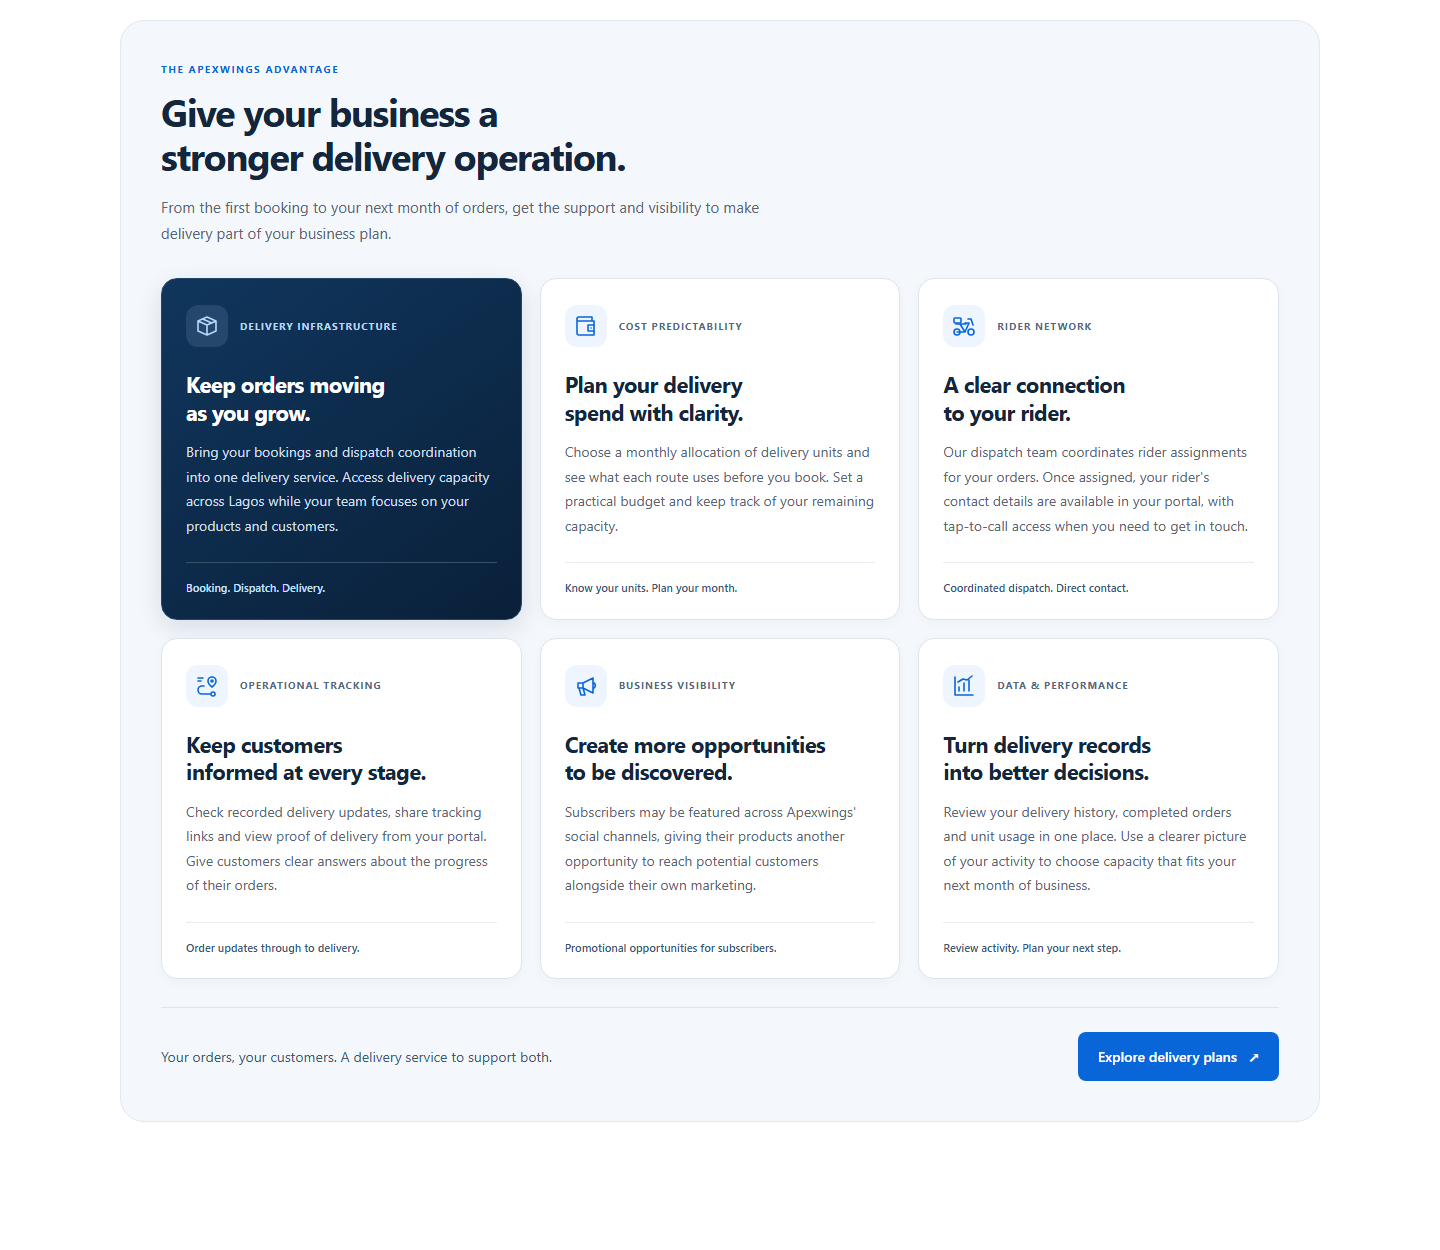 THE APEXWINGS ADVANTAGE
Give your business a
stronger delivery operation.
From the first booking to your next month of orders, get the support and visibility to make
delivery part of your business plan.
DELIVERY INFRASTRUCTURE
Keep orders moving
as you grow.
Bring your bookings and dispatch coordination
into one delivery service. Access delivery capacity
across Lagos while your team focuses on your
products and customers.
Booking. Dispatch. Delivery.
COST PREDICTABILITY
Plan your delivery
spend with clarity.
Choose a monthly allocation of delivery units and
see what each route uses before you book. Set a
practical budget and keep track of your remaining
capacity.
Know your units. Plan your month.
RIDER NETWORK
A clear connection
to your rider.
Our dispatch team coordinates rider assignments
for your orders. Once assigned, your rider's
contact details are available in your portal, with
tap-to-call access when you need to get in touch.
Coordinated dispatch. Direct contact.
OPERATIONAL TRACKING
Keep customers
informed at every stage.
Check recorded delivery updates, share tracking
links and view proof of delivery from your portal.
Give customers clear answers about the progress
of their orders.
Order updates through to delivery.
BUSINESS VISIBILITY
Create more opportunities
to be discovered.
Subscribers may be featured across Apexwings'
social channels, giving their products another
opportunity to reach potential customers
alongside their own marketing.
Promotional opportunities for subscribers.
DATA & PERFORMANCE
Turn delivery records
into better decisions.
Review your delivery history, completed orders
and unit usage in one place. Use a clearer picture
of your activity to choose capacity that fits your
next month of business.
Review activity. Plan your next step.
Your orders, your customers. A delivery service to support both.
Explore delivery plans ↗